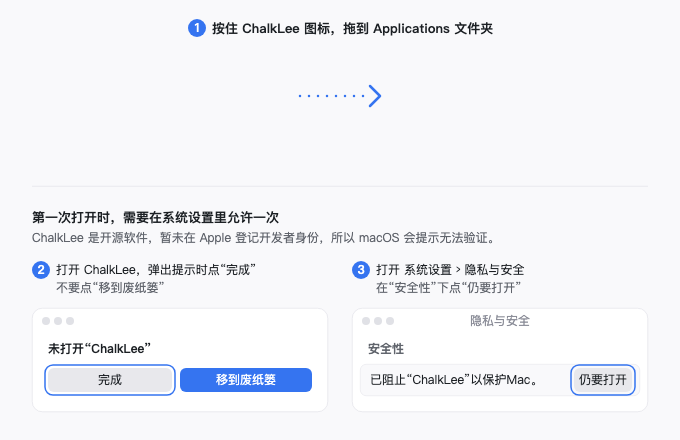 1 按住 ChalkLee 图标，拖到 Applications 文件夹
第一次打开时，需要在系统设置里允许一次
ChalkLee 是开源软件，暂未在 Apple 登记开发者身份，所以 macOS 会提示无法验证。
2 打开 ChalkLee，弹出提示时点“完成”
不要点“移到废纸篓”
未打开“ChalkLee”
完成
移到废纸篓
3 打开 系统设置 › 隐私与安全
在“安全性”下点“仍要打开”
隐私与安全
安全性
已阻止“ChalkLee”以保护Mac。
仍要打开